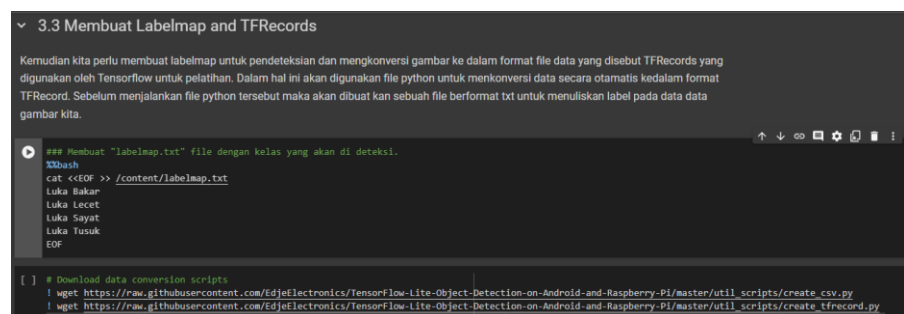 3.3 Membuat Labelmap and TFRecords
Kemudian kita perlu membuat labelmap untuk pendeteksian dan mengkonversi gambar ke dalam format file data yang disebut TFRecords yang
digunakan oleh Tensorflow untuk pelatihan. Dalam hal ini akan digunakan file python untuk menkonversi data secara otamatis kedalam format
TFRecord. Sebelum menjalankan file python tersebut maka akan dibuat kan sebuah file berformat txt untuk menuliskan label pada data data
gambar kita.
### Membuat "labelmap.txt" file dengan kelas yang akan di deteksi.
%%bash
cat <<EOF >> /content/labelmap.txt
Luka Bakar
Luka Lecet
Luka Sayat
Luka Tusuk
EOF
[ ] # Download data conversion scripts
! wget https://raw.githubusercontent.com/EdjeElectronics/TensorFlow-Lite-Object-Detection-on-Android-and-Raspberry-Pi/master/util_scripts/create_csv.py
! wget https://raw.githubusercontent.com/EdjeElectronics/TensorFlow-Lite-Object-Detection-on-Android-and-Raspberry-Pi/master/util_scripts/create_tfrecord.py